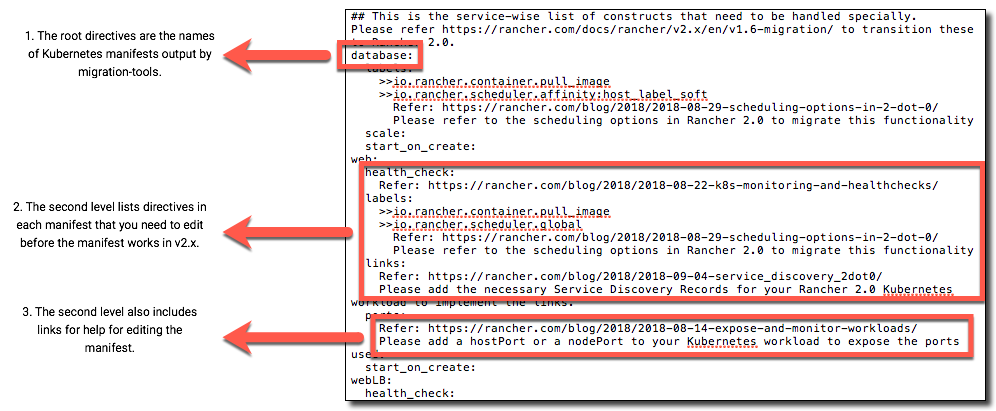 1. The root directives are the names
of Kubernetes manifests output by
migration-tools.
2. The second level lists directives in
each manifest that you need to edit
before the manifest works in v2.x.
3. The second level also includes
links for help for editing the
manifest.
## This is the service-wise list of constructs that need to be handled specially.
Please refer https://rancher.com/docs/rancher/v2.x/en/v1.6-migration/ to transition these
to Rancher 2.0.
database:
labels:
>>io.rancher.container.pull_image
>>io.rancher.scheduler.affinity:host_label_soft
Refer: https://rancher.com/blog/2018/2018-08-29-scheduling-options-in-2-dot-0/
Please refer to the scheduling options in Rancher 2.0 to migrate this functionality
scale:
start_on_create:
web:
health_check:
Refer: https://rancher.com/blog/2018/2018-08-22-k8s-monitoring-and-healthchecks/
labels:
>>io.rancher.container.pull_image
>>io.rancher.scheduler.global
Refer: https://rancher.com/blog/2018/2018-08-29-scheduling-options-in-2-dot-0/
Please refer to the scheduling options in Rancher 2.0 to migrate this functionality
links:
Refer: https://rancher.com/blog/2018/2018-09-04-service_discovery_2dot0/
Please add the necessary Service Discovery Records for your Rancher 2.0 Kubernetes
workload to implement the links.
ports:
Refer: https://rancher.com/blog/2018/2018-08-14-expose-and-monitor-workloads/
Please add a hostPort or a nodePort to your Kubernetes workload to expose the ports
start_on_create:
webLB:
health_check: